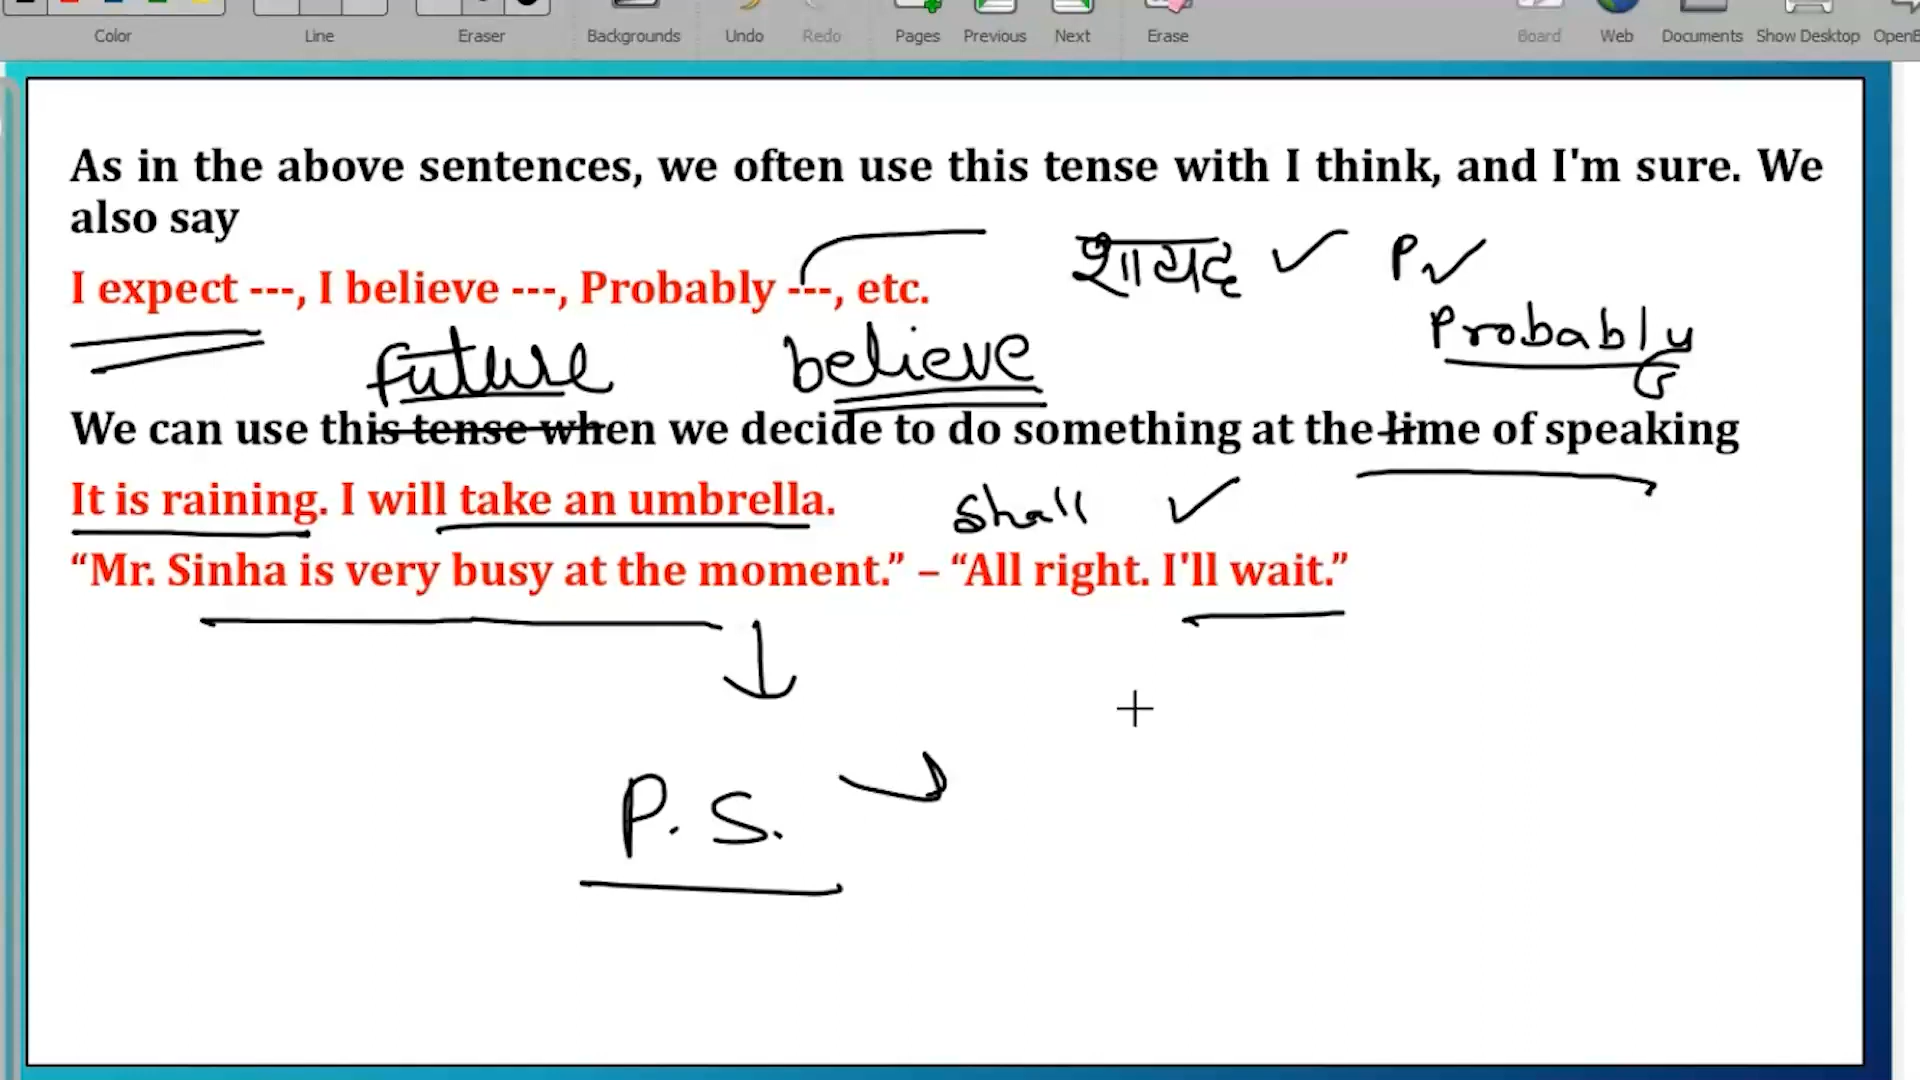 Color Line Eraser Backgrounds Undo Redo Pages Previous Next Erase Board Web Documents Show Desktop OpenB
As in the above sentences, we often use this tense with I think, and I'm sure. We
also say
शायद P
I expect ---, I believe ---, Probably ---, etc.
Probably
future believe
We can use this tense when we decide to do something at the lime of speaking
It is raining. I will take an umbrella.
Shall
“Mr. Sinha is very busy at the moment.” – “All right. I'll wait.”
P. S.